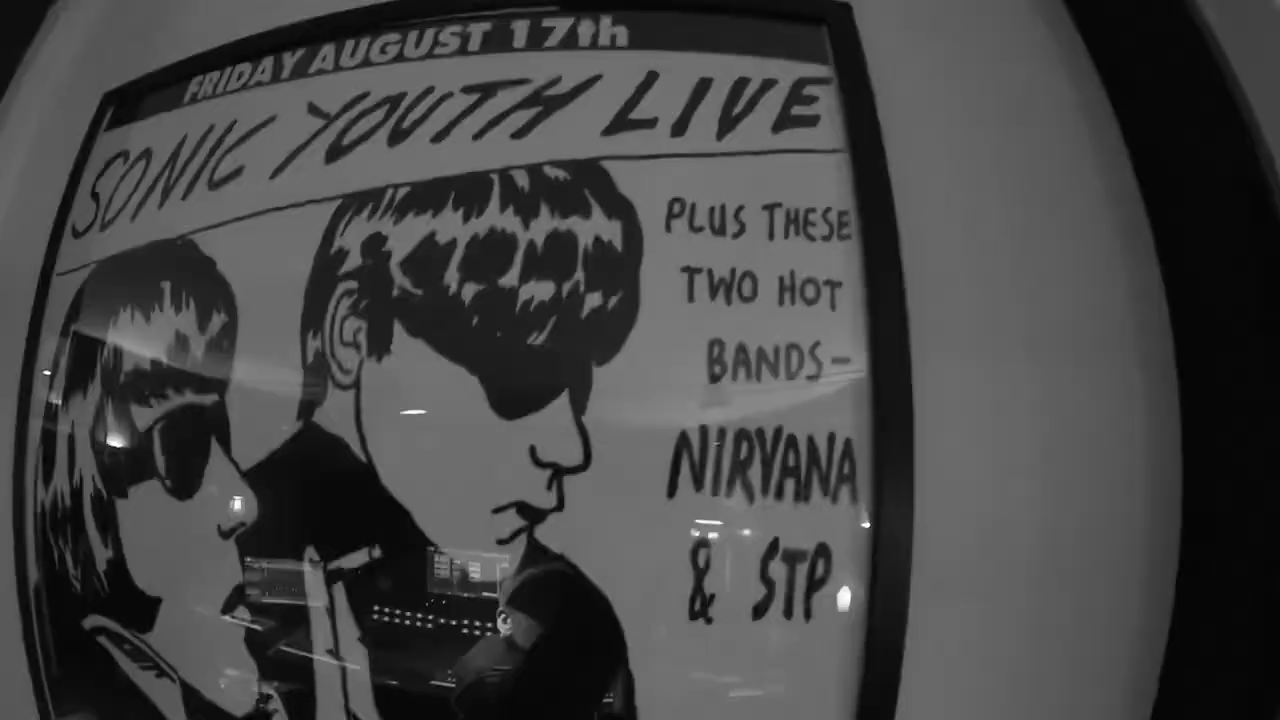 FRIDAY AUGUST 17th
SONIC YOUTH LIVE
PLUS THESE
TWO HOT
BANDS-
NIRVANA
& STP